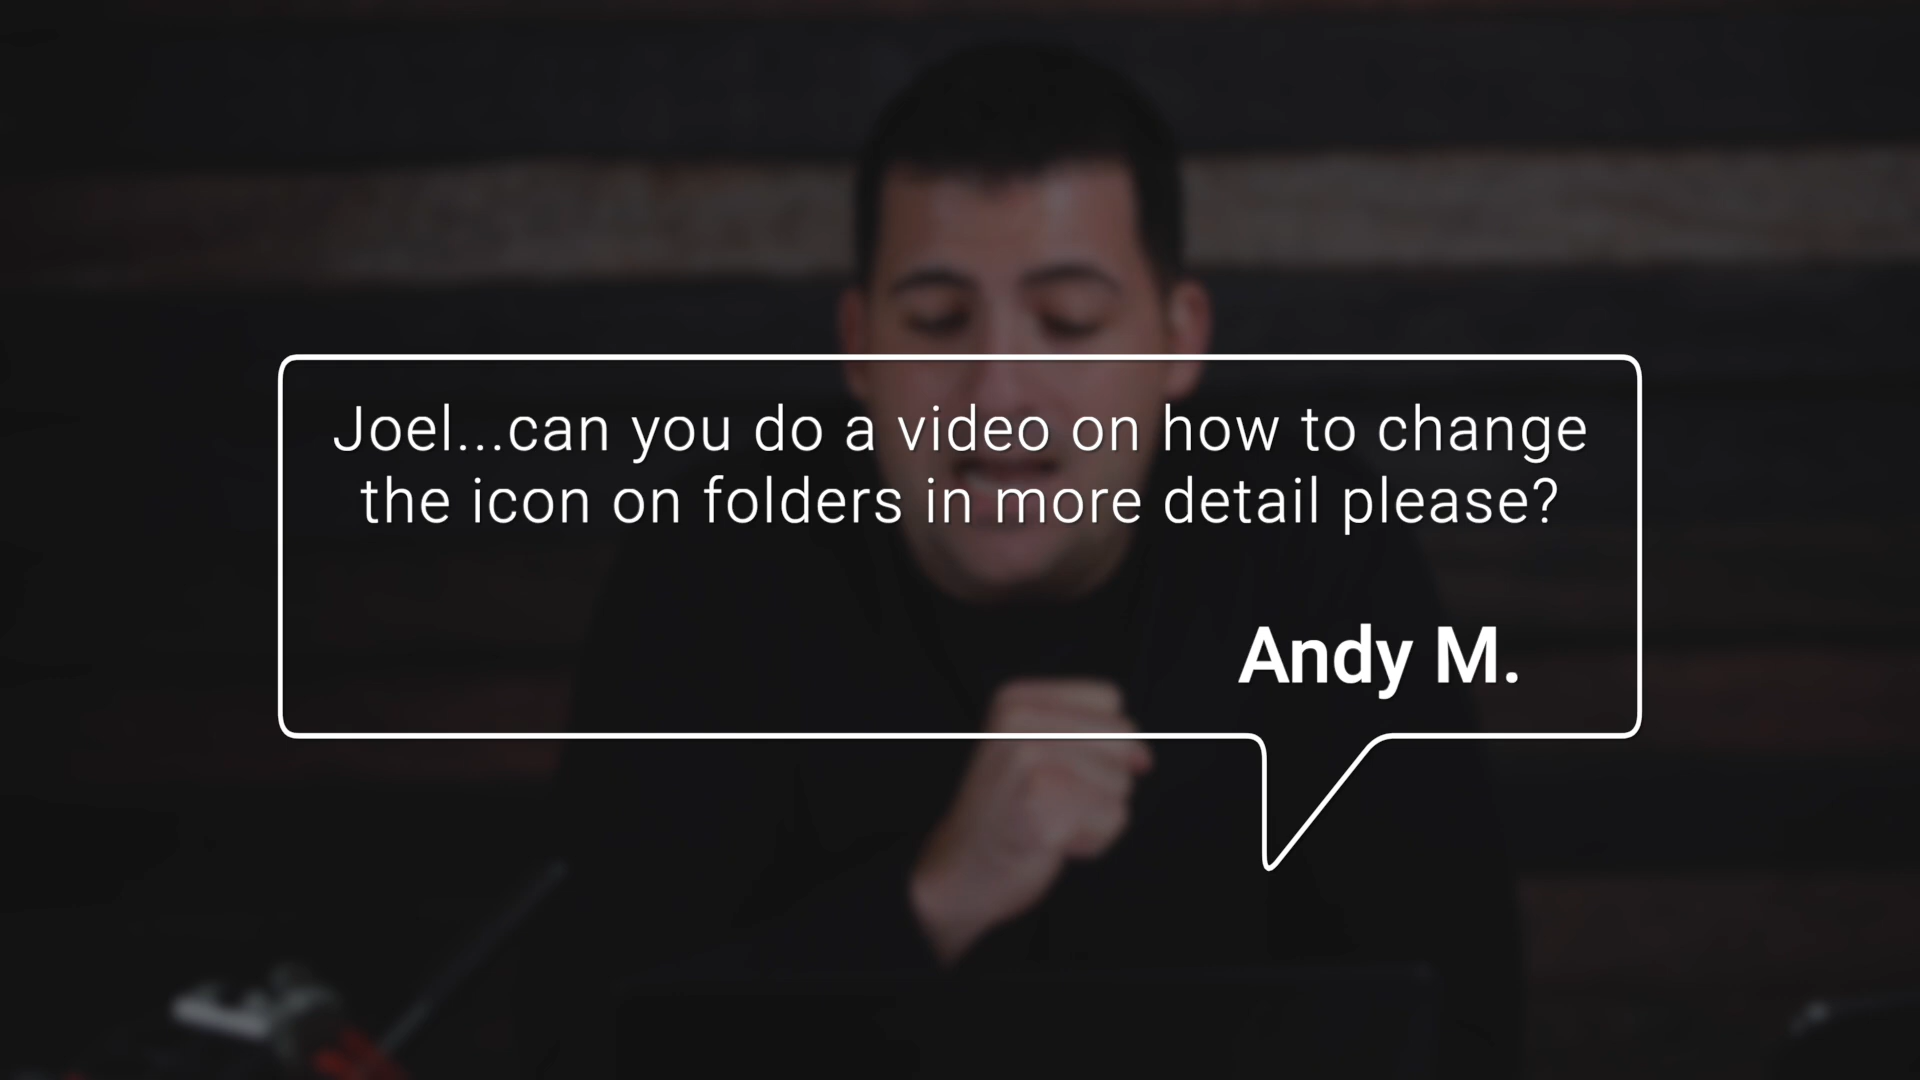 Joel...can you do a video on how to change
the icon on folders in more detail please?
Andy M.